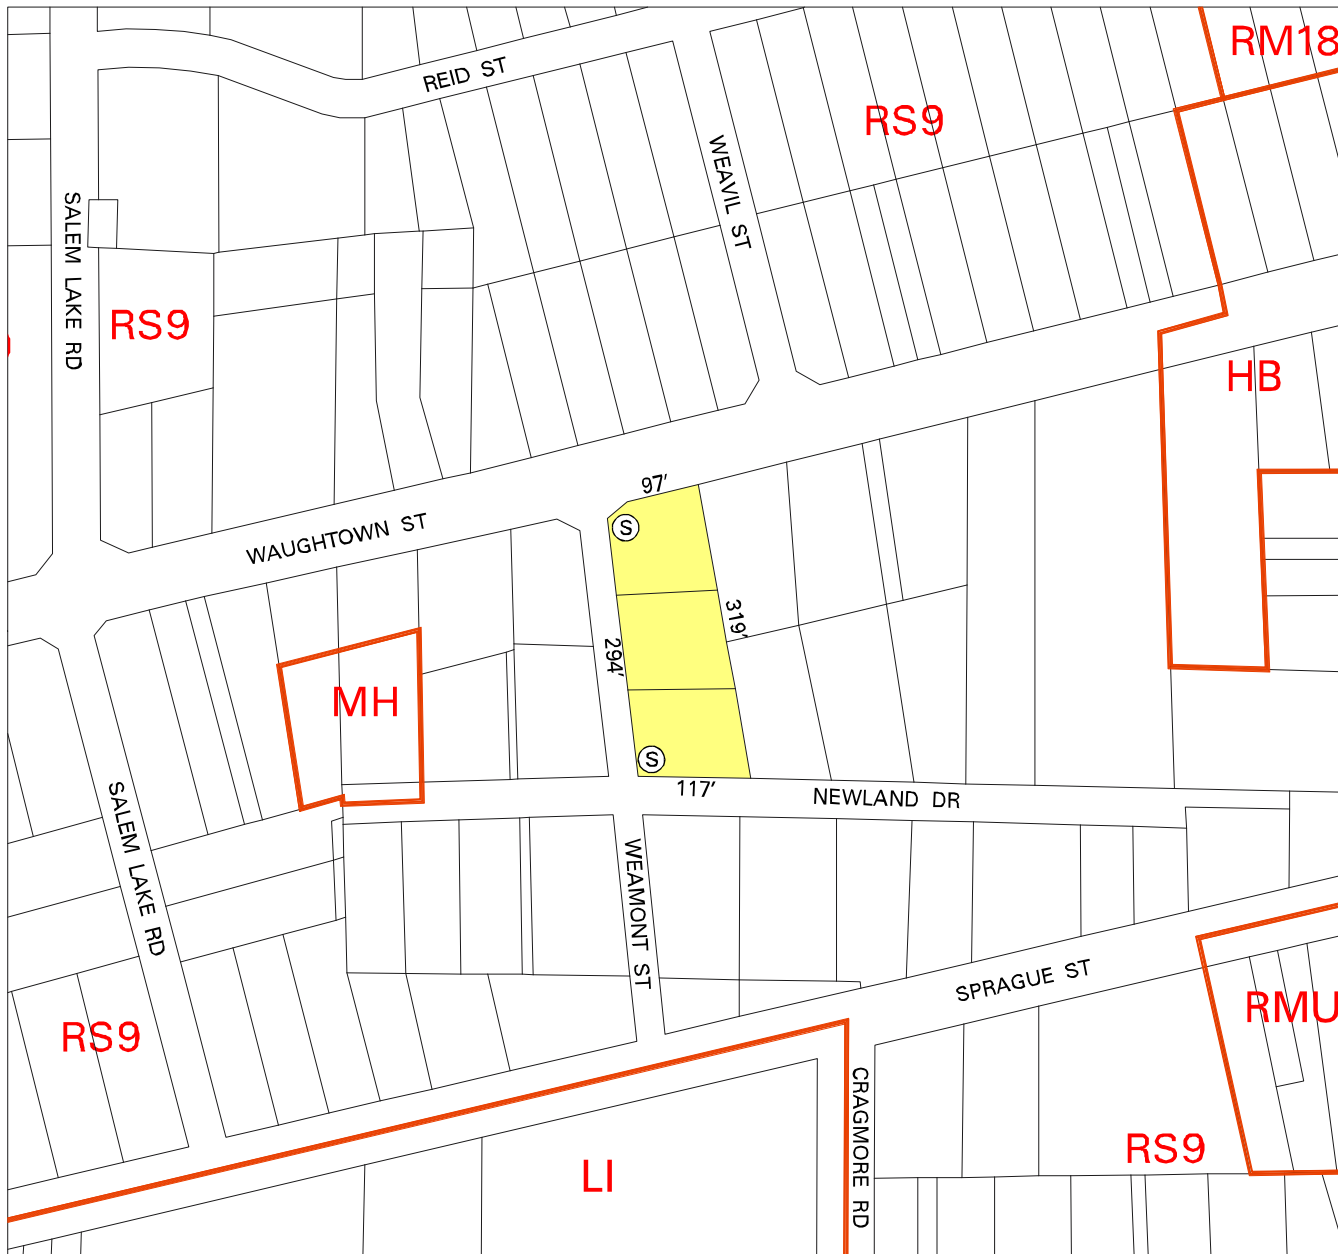 RM18
REID ST
RS9
WEAVIL ST
SALEM LAKE RD
RS9
HB
97'
S
WAUGHTOWN ST
319'
294'
MH
S
117'
NEWLAND DR
SALEM LAKE RD
WEAMONT ST
SPRAGUE ST
RMU
RS9
CRAGMORE RD
RS9
LI